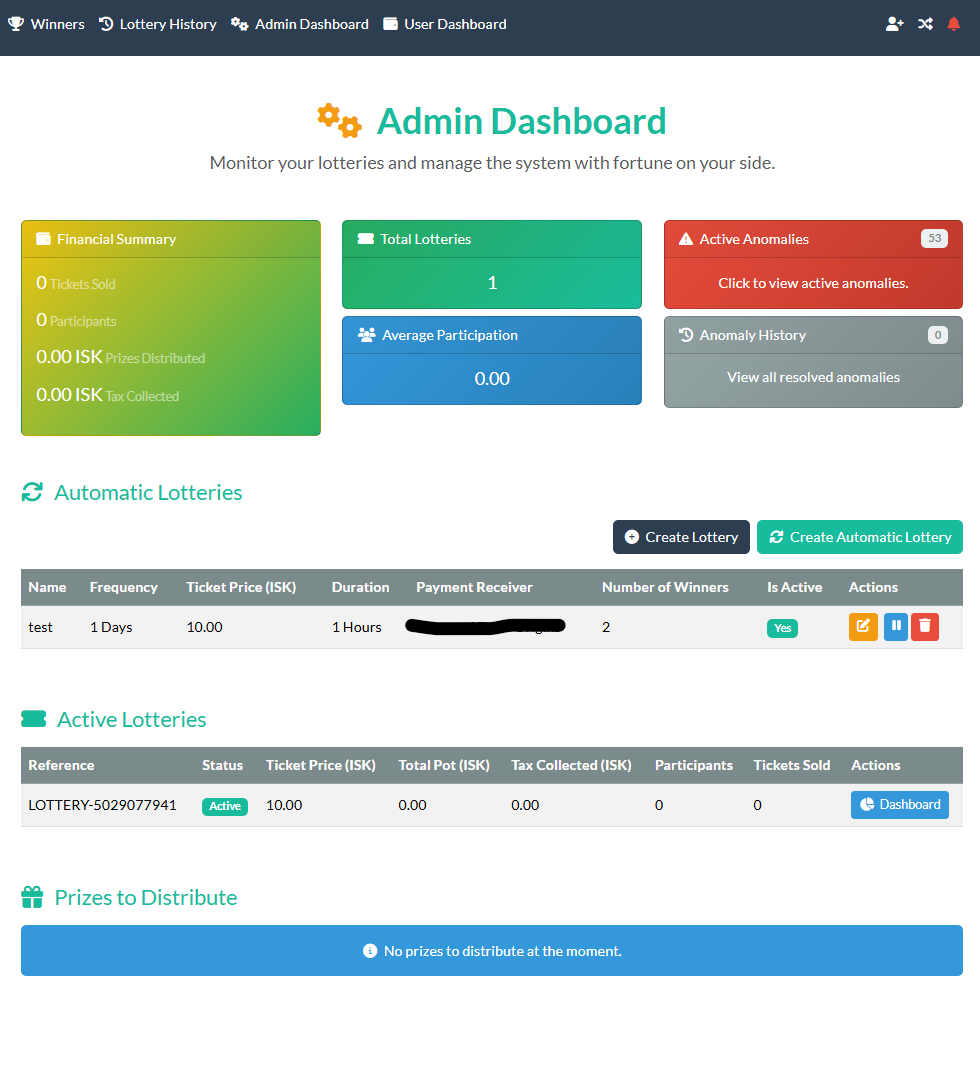 Winners Lottery History Admin Dashboard User Dashboard
Admin Dashboard
Monitor your lotteries and manage the system with fortune on your side.
Financial Summary
0 Tickets Sold
0 Participants
0.00 ISK Prizes Distributed
0.00 ISK Tax Collected
Total Lotteries
1
Average Participation
0.00
Active Anomalies 53
Click to view active anomalies.
Anomaly History 0
View all resolved anomalies
Automatic Lotteries
Create Lottery Create Automatic Lottery
Name Frequency Ticket Price (ISK) Duration Payment Receiver Number of Winners Is Active Actions
test 1 Days 10.00 1 Hours 2 Yes
Active Lotteries
Reference Status Ticket Price (ISK) Total Pot (ISK) Tax Collected (ISK) Participants Tickets Sold Actions
LOTTERY-5029077941 Active 10.00 0.00 0.00 0 0 Dashboard
Prizes to Distribute
No prizes to distribute at the moment.